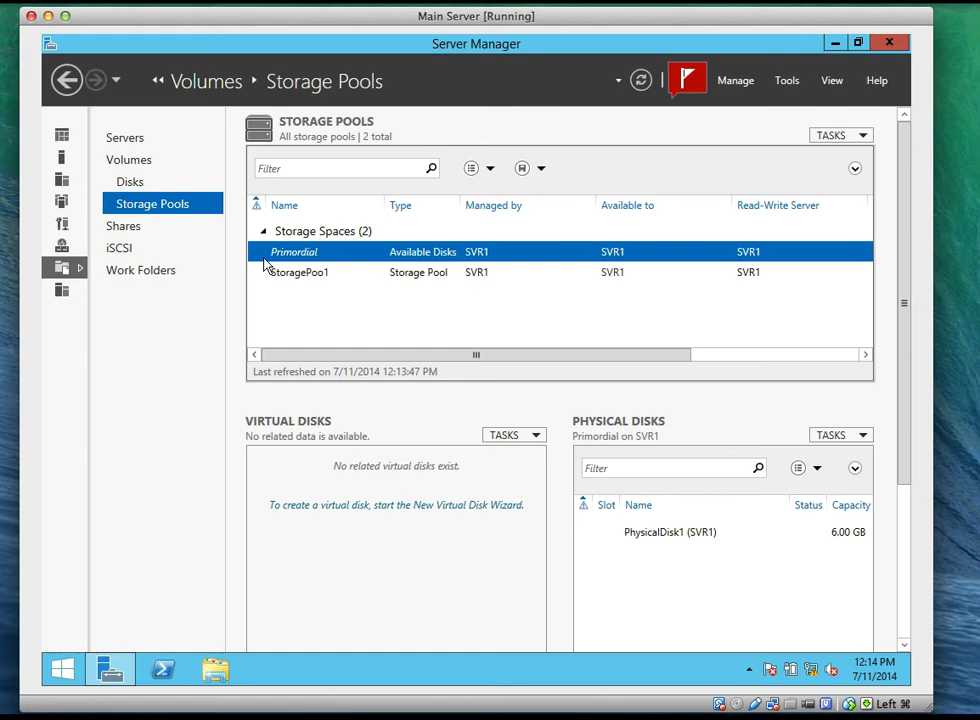 Main Server [Running]
Server Manager
Volumes Storage Pools
Manage Tools View Help
Servers
Volumes
Disks
Storage Pools
Shares
iSCSI
Work Folders
STORAGE POOLS
All storage pools | 2 total
TASKS
Filter
Name Type Managed by Available to Read-Write Server
Storage Spaces (2)
Primordial Available Disks SVR1 SVR1 SVR1
StoragePoo1 Storage Pool SVR1 SVR1 SVR1
Last refreshed on 7/11/2014 12:13:47 PM
VIRTUAL DISKS
No related data is available.
TASKS
No related virtual disks exist.
To create a virtual disk, start the New Virtual Disk Wizard.
PHYSICAL DISKS
Primordial on SVR1
TASKS
Filter
Slot Name Status Capacity
PhysicalDisk1 (SVR1) 6.00 GB
12:14 PM
7/11/2014
Left ⌘